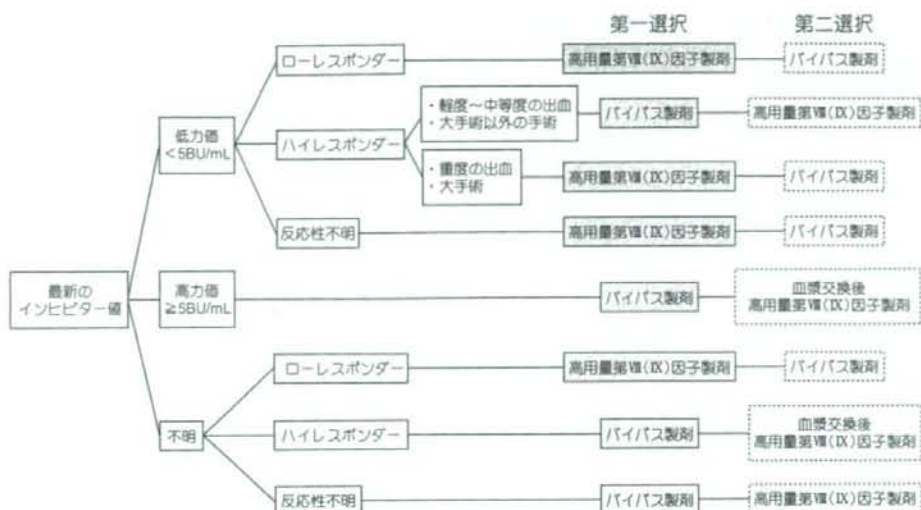 第一選択
第二選択
ローレスポンダー
高用量第Ⅷ(Ⅸ)因子製剤
バイパス製剤
低力価
<5BU/mL
ハイレスポンダー
・軽度～中等度の出血
・大手術以外の手術
バイパス製剤
高用量第Ⅷ(Ⅸ)因子製剤
・重度の出血
・大手術
高用量第Ⅷ(Ⅸ)因子製剤
バイパス製剤
反応性不明
高用量第Ⅷ(Ⅸ)因子製剤
バイパス製剤
最新の
インヒビター値
高力価
≧5BU/mL
バイパス製剤
血漿交換後
高用量第Ⅷ(Ⅸ)因子製剤
不明
ローレスポンダー
高用量第Ⅷ(Ⅸ)因子製剤
バイパス製剤
ハイレスポンダー
バイパス製剤
血漿交換後
高用量第Ⅷ(Ⅸ)因子製剤
反応性不明
バイパス製剤
高用量第Ⅷ(Ⅸ)因子製剤